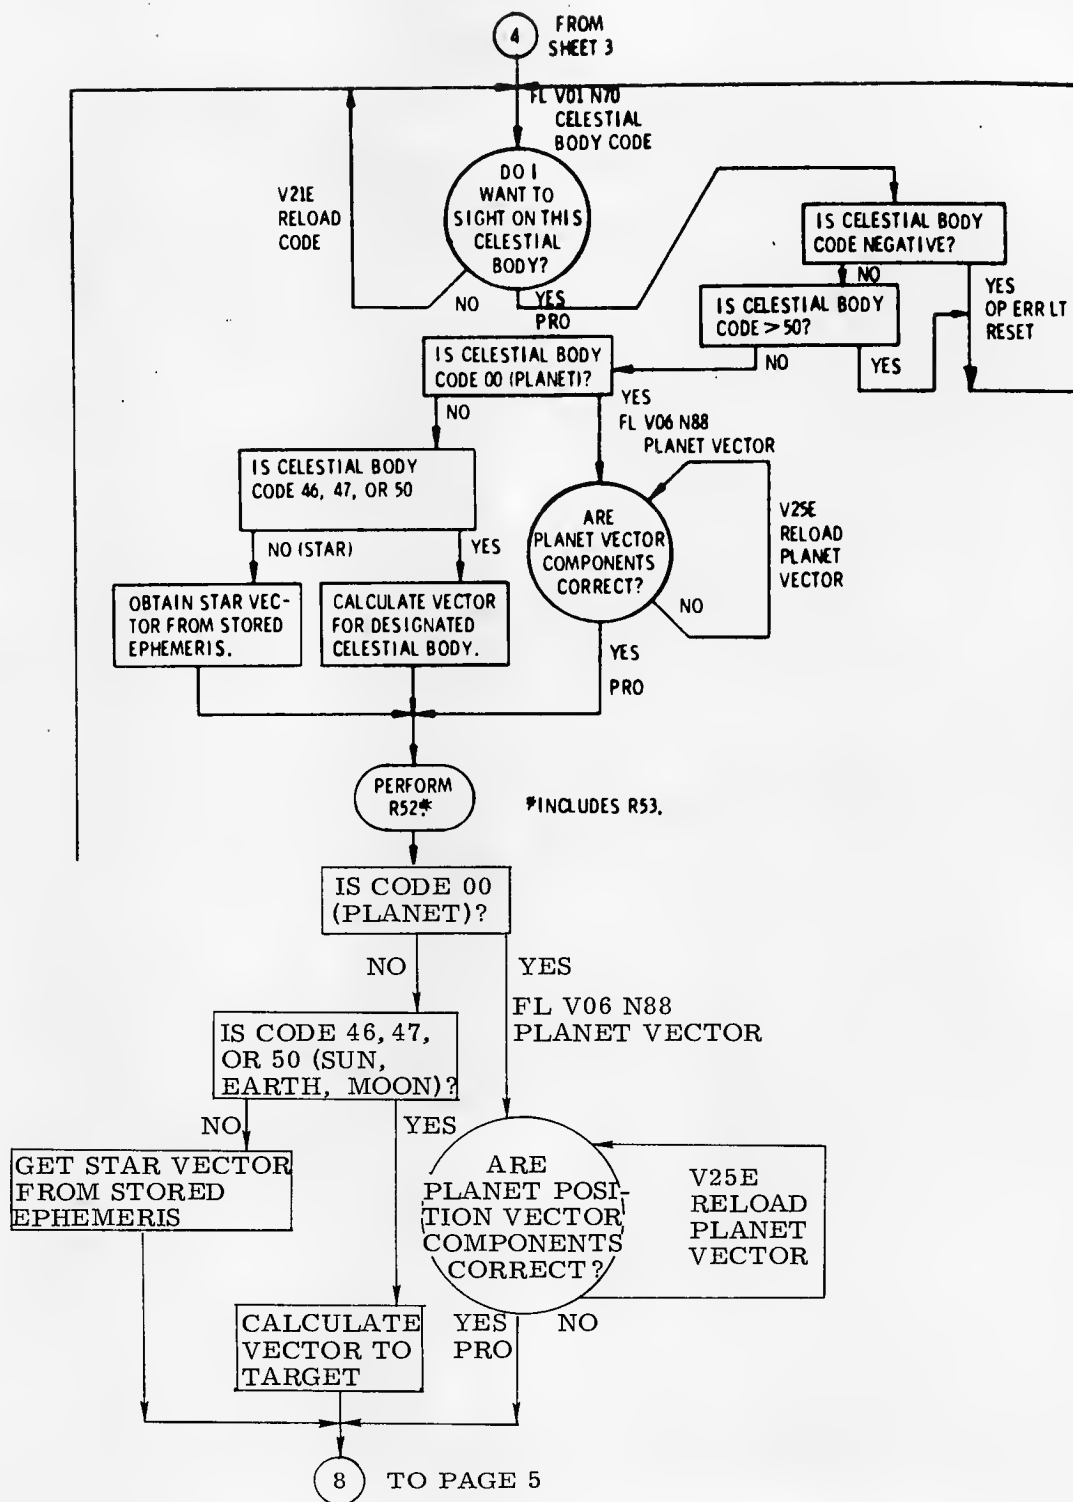 4
FROM
SHEET 3
FL V01 N70
CELESTIAL
BODY CODE
DO I
WANT TO
SIGHT ON THIS
CELESTIAL
BODY?
V21E
RELOAD
CODE
NO
YES
PRO
IS CELESTIAL BODY
CODE NEGATIVE?
NO
YES
OP ERR LT
RESET
IS CELESTIAL BODY
CODE > 50?
NO
YES
IS CELESTIAL BODY
CODE 00 (PLANET)?
NO
YES
FL V06 N88
PLANET VECTOR
IS CELESTIAL BODY
CODE 46, 47, OR 50
NO (STAR)
YES
ARE
PLANET VECTOR
COMPONENTS
CORRECT?
V25E
RELOAD
PLANET
VECTOR
NO
OBTAIN STAR VEC-
TOR FROM STORED
EPHEMERIS.
CALCULATE VECTOR
FOR DESIGNATED
CELESTIAL BODY.
YES
PRO
PERFORM
R52.*
*INCLUDES R53.
IS CODE 00
(PLANET)?
NO
YES
FL V06 N88
PLANET VECTOR
IS CODE 46, 47,
OR 50 (SUN,
EARTH, MOON)?
NO
YES
GET STAR VECTOR
FROM STORED
EPHEMERIS
ARE
PLANET POSI-
TION VECTOR
COMPONENTS
CORRECT?
V25E
RELOAD
PLANET
VECTOR
CALCULATE
VECTOR TO
TARGET
YES
PRO
NO
8
TO PAGE 5